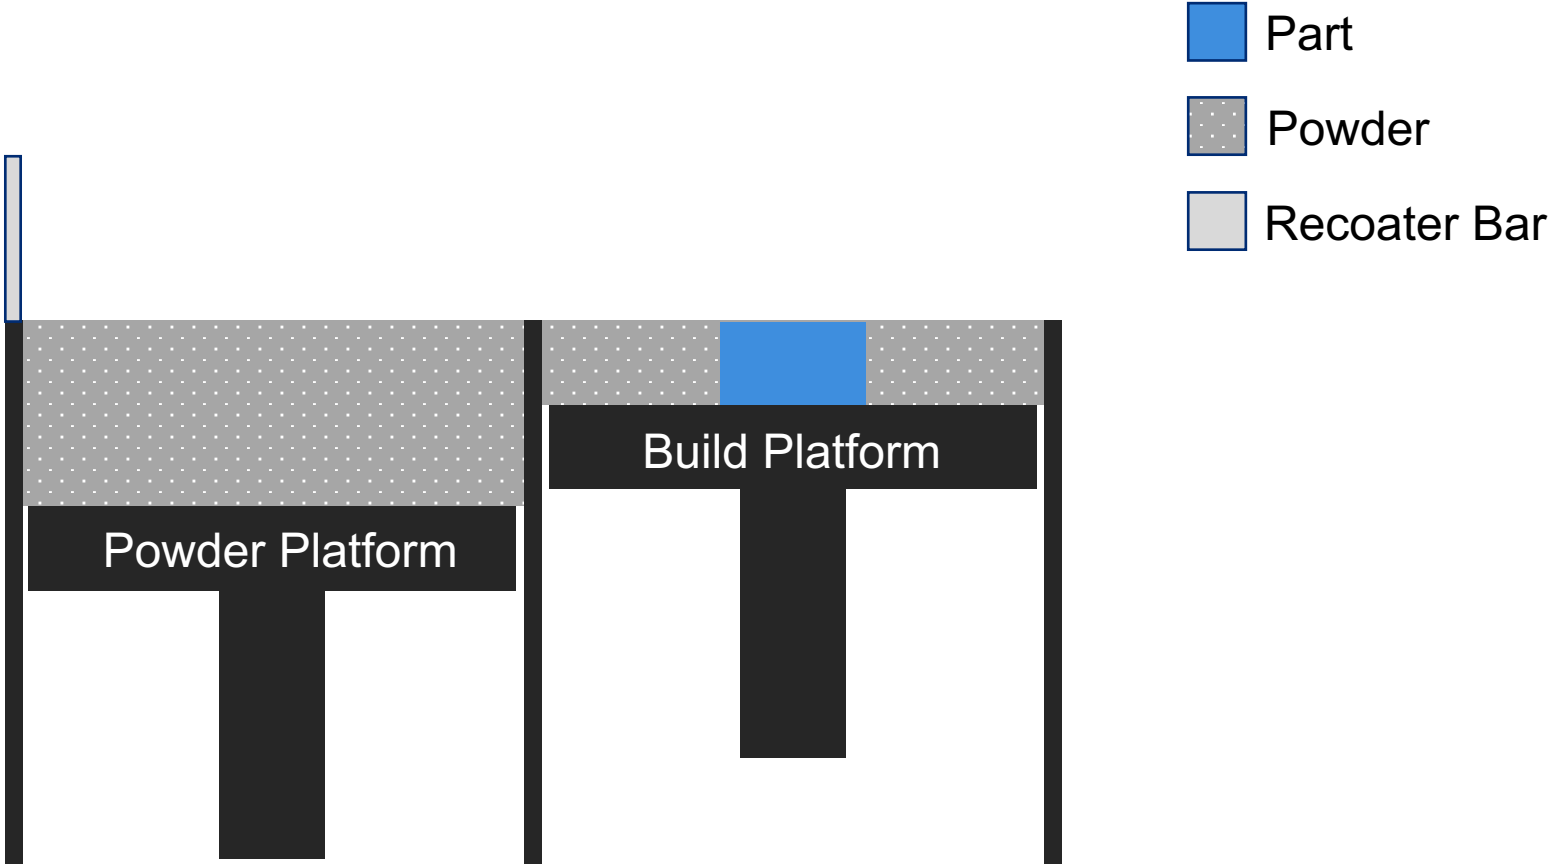 Part
Powder
Recoater Bar
Build Platform
Powder Platform